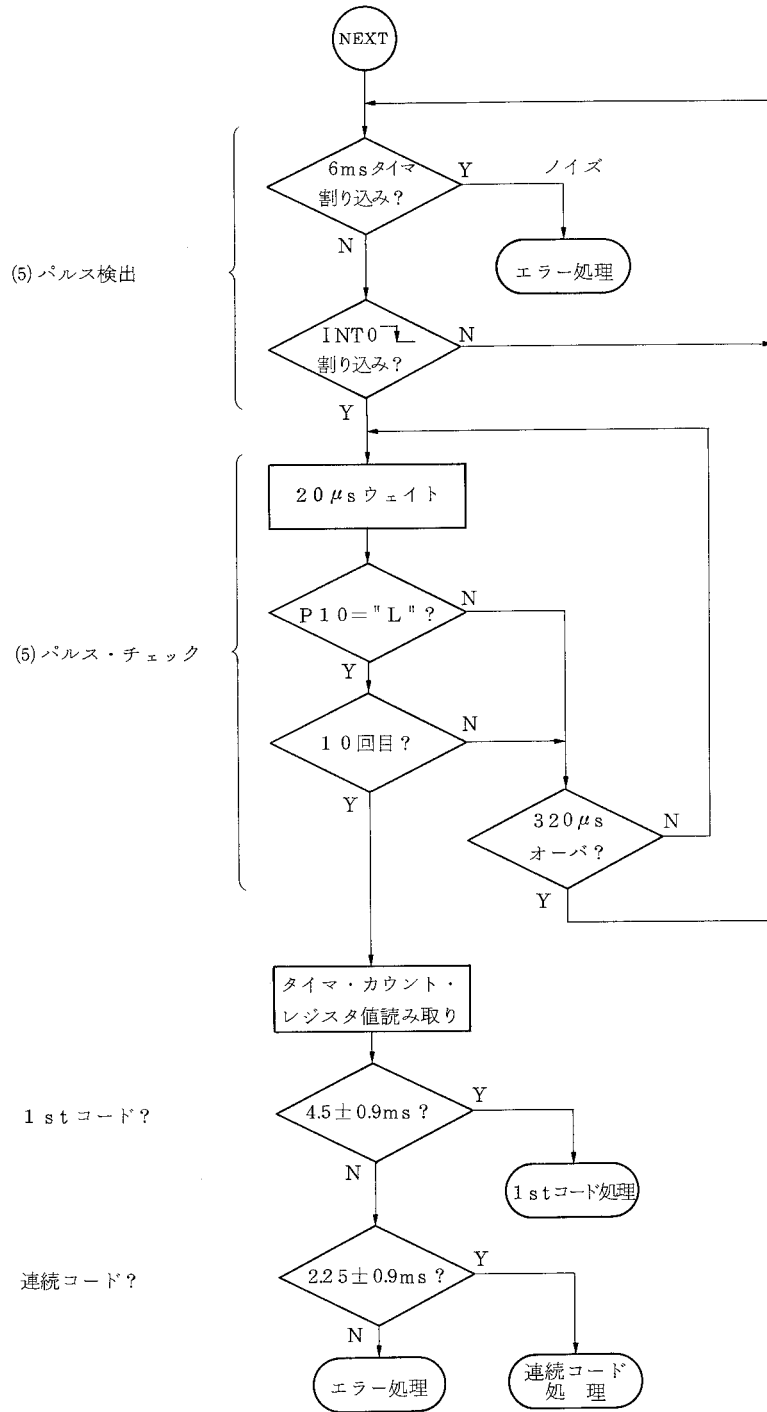 NEXT
6msタイマ
割り込み?
Y
ノイズ
N
エラー処理
(5)パルス検出
INT0
割り込み?
N
Y
20μsウェイト
P10="L"?
N
(5)パルス・チェック
Y
10回目?
N
Y
320μs
オーバ?
N
Y
タイマ・カウント・
レジスタ値読み取り
1stコード?
4.5±0.9ms?
Y
N
1stコード処理
連続コード?
2.25±0.9ms?
Y
N
エラー処理
連続コード
処 理